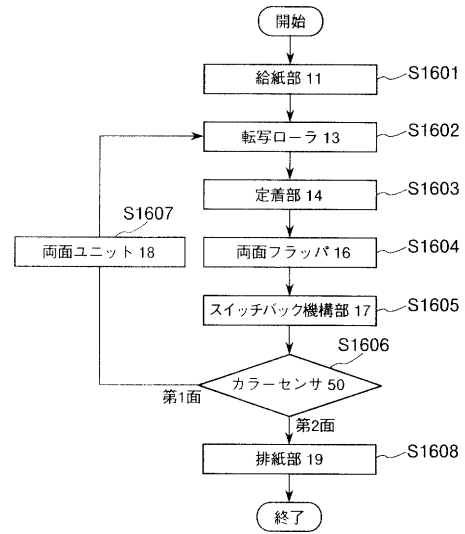 開始
給紙部 11
S1601
転写ローラ 13
S1602
定着部 14
S1603
S1607
両面ユニット 18
両面フラッパ 16
S1604
スイッチバック機構部 17
S1605
S1606
カラーセンサ 50
第1面
第2面
排紙部 19
S1608
終了